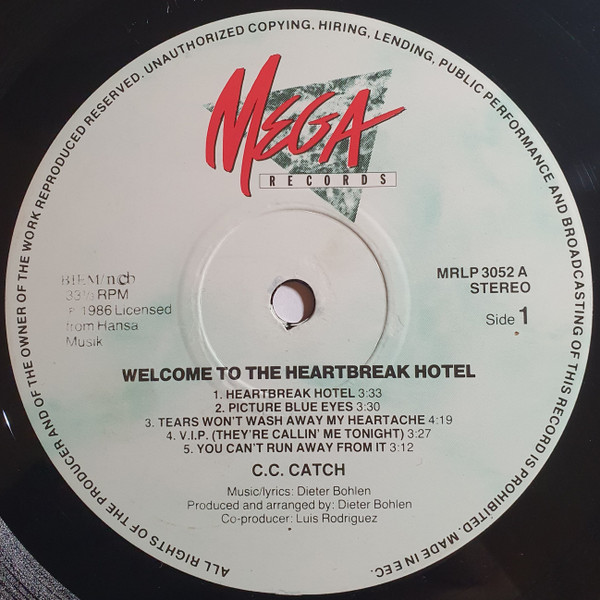 ALL RIGHTS OF THE PRODUCER AND OF THE OWNER OF THE WORK REPRODUCED RESERVED. UNAUTHORIZED COPYING. HIRING, LENDING, PUBLIC PERFORMANCE AND BROADCASTING OF THIS RECORD IS PROHIBITED. MADE IN EEC.
MEGA
RECORDS
BIEM/ncb
33⅓ RPM
℗ 1986 Licensed
from Hansa
Musik
MRLP 3052 A
STEREO
Side 1
WELCOME TO THE HEARTBREAK HOTEL
1. HEARTBREAK HOTEL 3:33
2. PICTURE BLUE EYES 3:30
3. TEARS WON'T WASH AWAY MY HEARTACHE 4:19
4. V.I.P. (THEY'RE CALLIN' ME TONIGHT) 3:27
5. YOU CAN'T RUN AWAY FROM IT 3:12
C.C. CATCH
Music/lyrics: Dieter Bohlen
Produced and arranged by: Dieter Bohlen
Co-producer: Luis Rodriguez